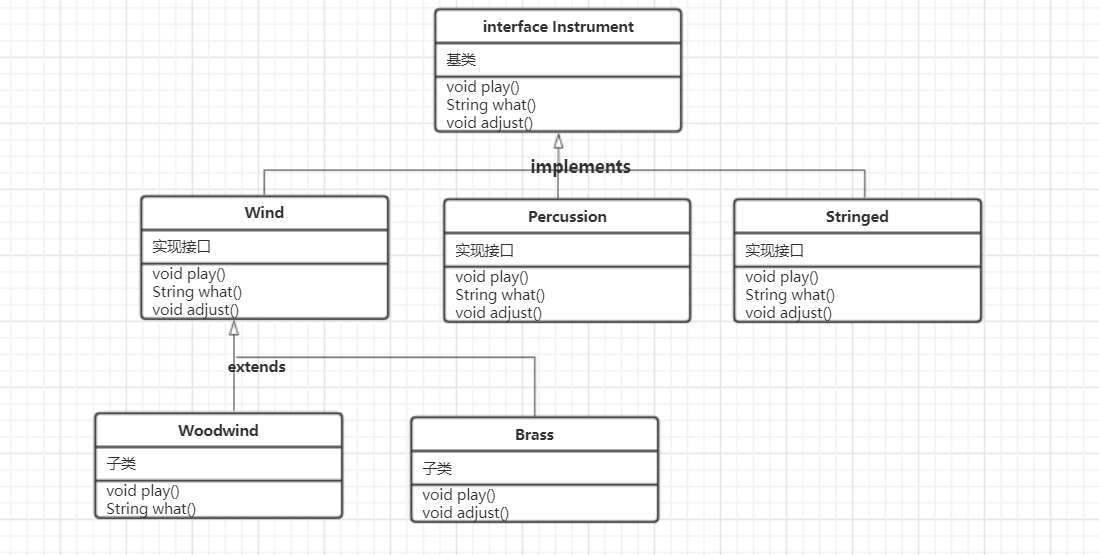 interface Instrument
基类
void play()
String what()
void adjust()
implements
Wind
实现接口
void play()
String what()
void adjust()
Percussion
实现接口
void play()
String what()
void adjust()
Stringed
实现接口
void play()
String what()
void adjust()
extends
Woodwind
子类
void play()
String what()
Brass
子类
void play()
void adjust()